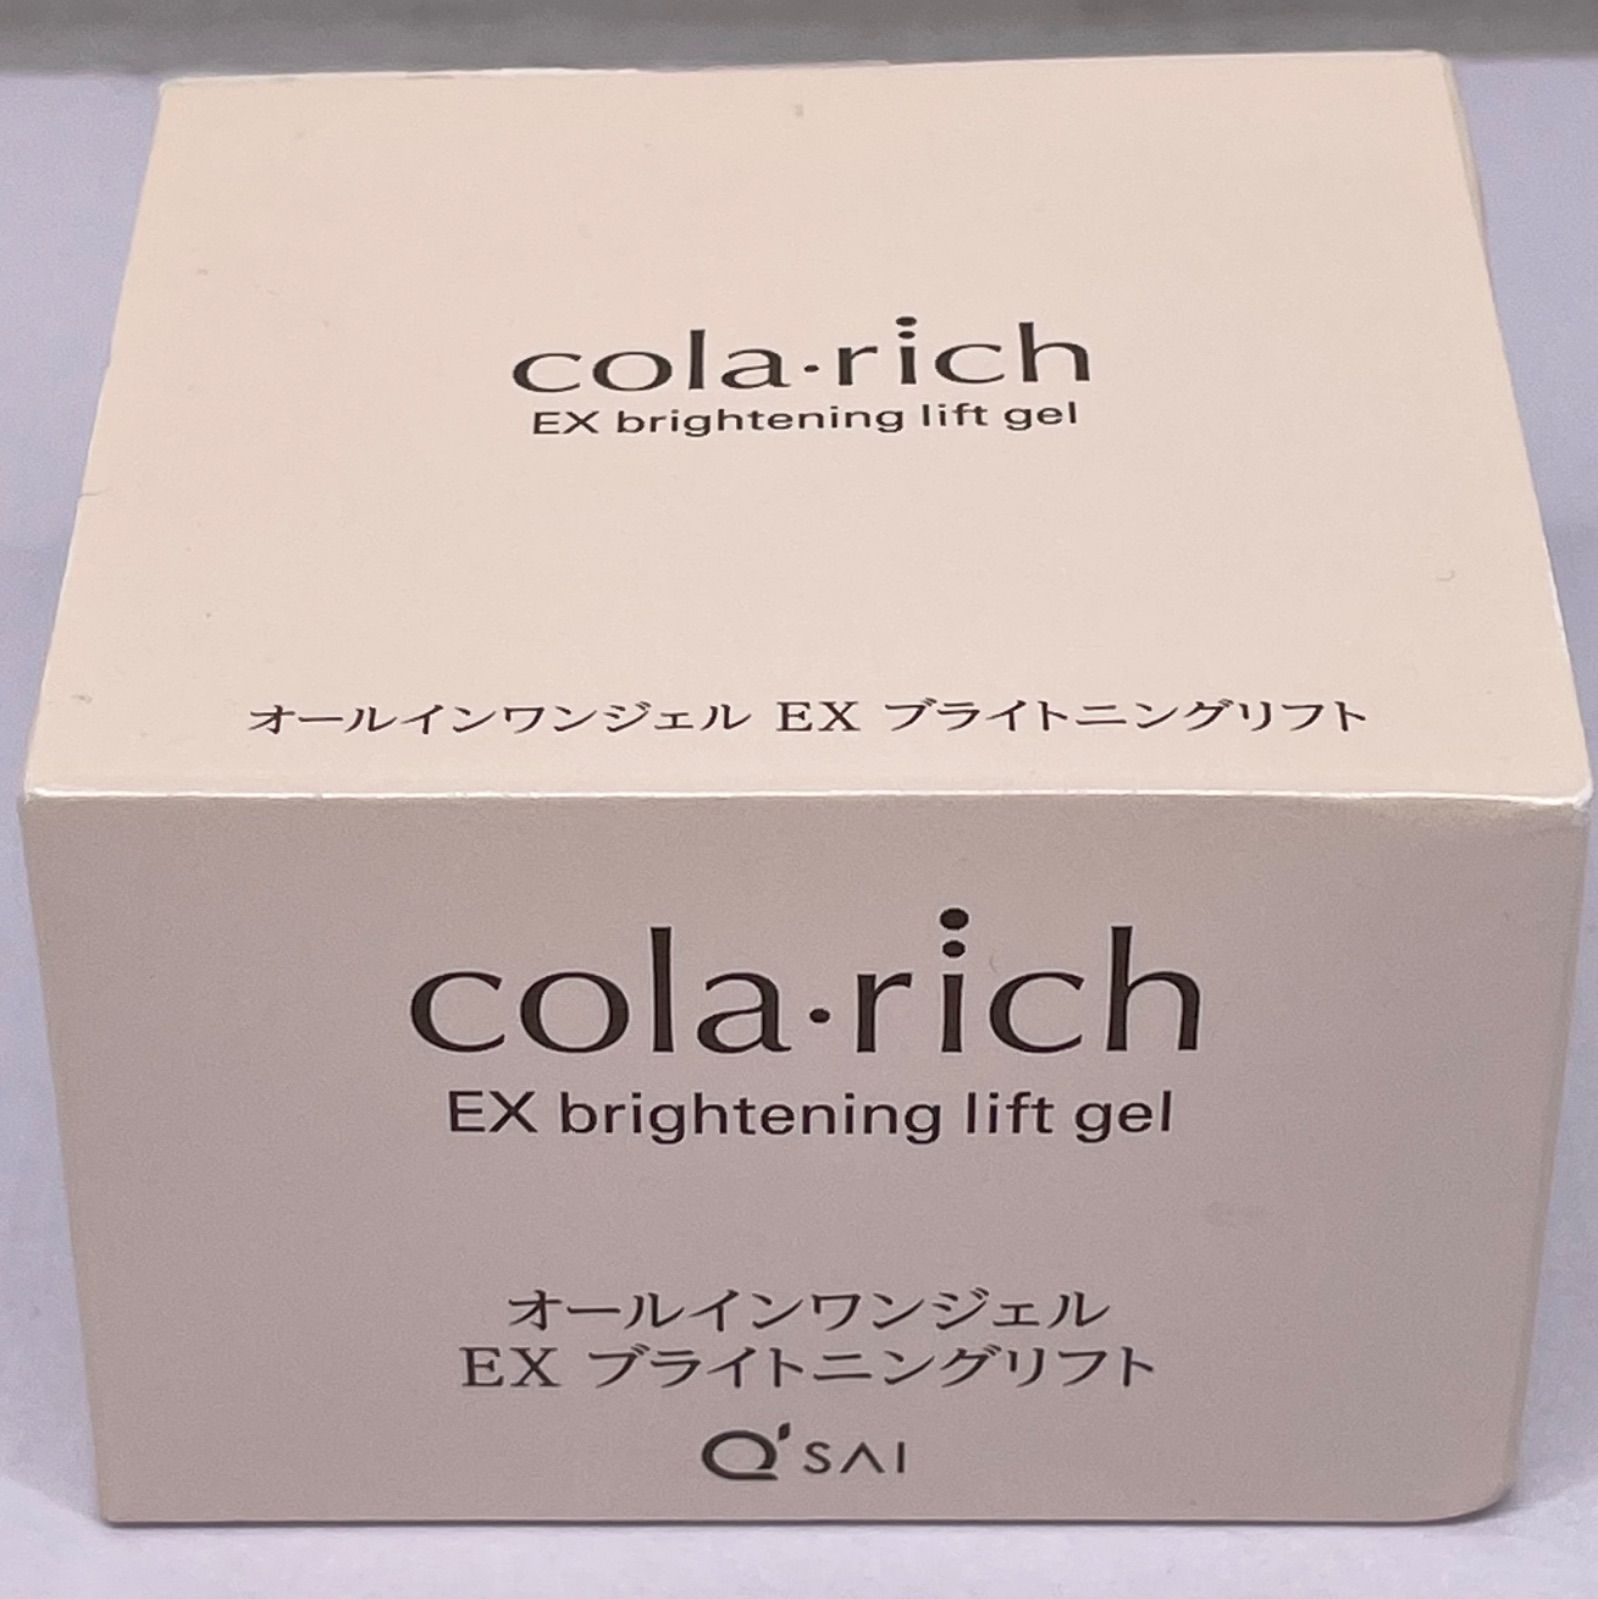 cola·rich
EX brightening lift gel
オールインワンジェル EX ブライトニングリフト
cola·rich
EX brightening lift gel
オールインワンジェル
EX ブライトニングリフト
Q'SAI